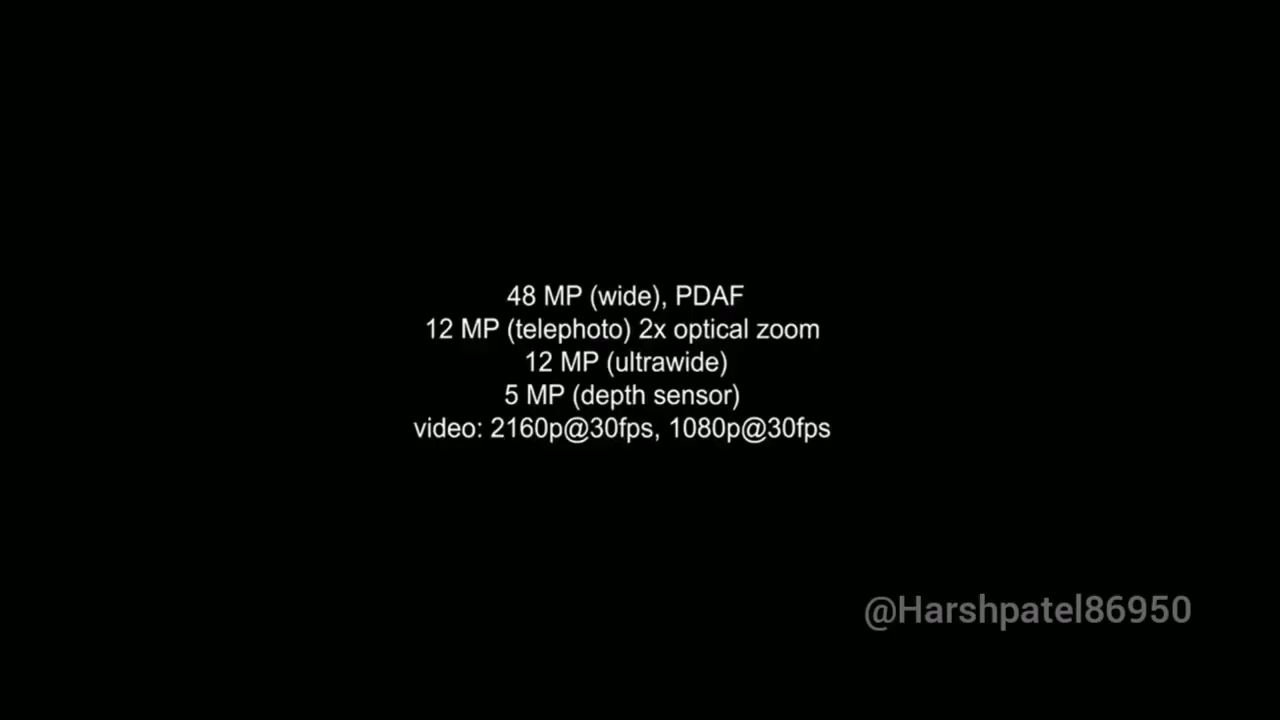 48 MP (wide), PDAF
12 MP (telephoto) 2x optical zoom
12 MP (ultrawide)
5 MP (depth sensor)
video: 2160p@30fps, 1080p@30fps
@Harshpatel86950